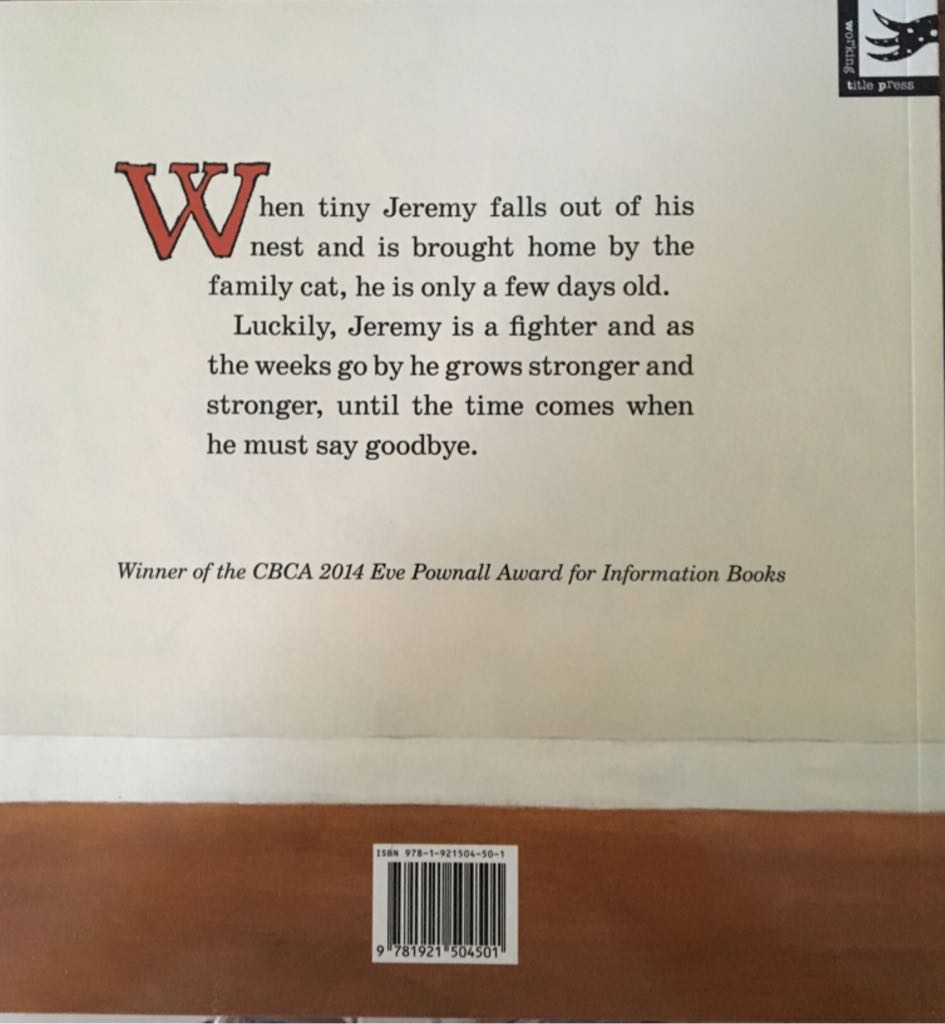 working
title press
When tiny Jeremy falls out of his
nest and is brought home by the
family cat, he is only a few days old.
Luckily, Jeremy is a fighter and as
the weeks go by he grows stronger and
stronger, until the time comes when
he must say goodbye.
Winner of the CBCA 2014 Eve Pownall Award for Information Books
ISBN 978-1-921504-50-1
9 781921 504501